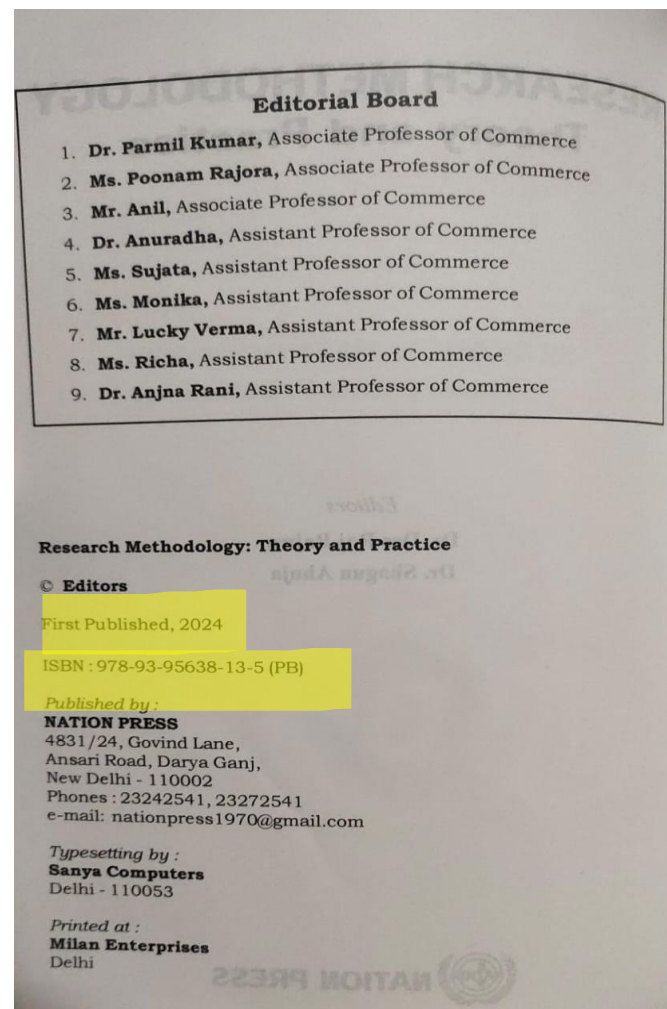 Editorial Board
1. Dr. Parmil Kumar, Associate Professor of Commerce
2. Ms. Poonam Rajora, Associate Professor of Commerce
3. Mr. Anil, Associate Professor of Commerce
4. Dr. Anuradha, Assistant Professor of Commerce
5. Ms. Sujata, Assistant Professor of Commerce
6. Ms. Monika, Assistant Professor of Commerce
7. Mr. Lucky Verma, Assistant Professor of Commerce
8. Ms. Richa, Assistant Professor of Commerce
9. Dr. Anjna Rani, Assistant Professor of Commerce
Research Methodology: Theory and Practice
© Editors
First Published, 2024
ISBN : 978-93-95638-13-5 (PB)
Published by :
NATION PRESS
4831/24, Govind Lane,
Ansari Road, Darya Ganj,
New Delhi - 110002
Phones : 23242541, 23272541
e-mail: nationpress1970@gmail.com
Typesetting by :
Sanya Computers
Delhi - 110053
Printed at :
Milan Enterprises
Delhi